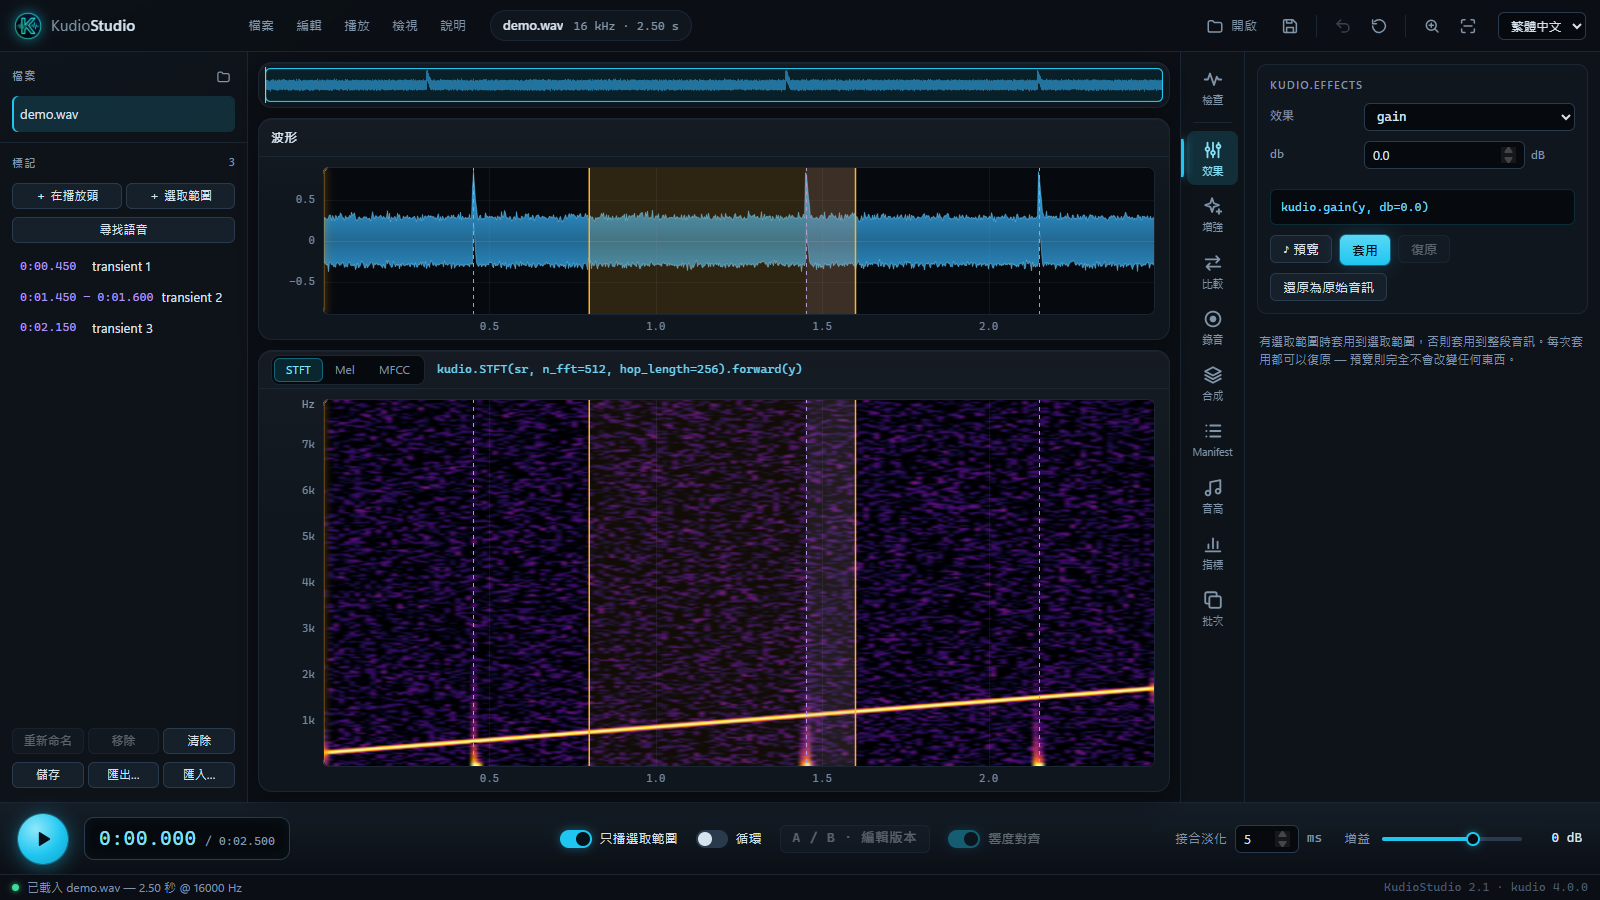 KudioStudio
檔案
編輯
播放
檢視
說明
demo.wav 16 kHz · 2.50 s
開啟
繁體中文
檔案
demo.wav
標記 3
+ 在播放頭
+ 選取範圍
尋找語音
0:00.450 transient 1
0:01.450 – 0:01.600 transient 2
0:02.150 transient 3
重新命名
移除
清除
儲存
匯出...
匯入...
波形
0.5
0
−0.5
0.5
1.0
1.5
2.0
STFT
Mel
MFCC
kudio.STFT(sr, n_fft=512, hop_length=256).forward(y)
Hz
7k
6k
5k
4k
3k
2k
1k
0.5
1.0
1.5
2.0
檢查
效果
增強
比較
錄音
合成
Manifest
音高
指標
批次
KUDIO.EFFECTS
效果
gain
db
0.0
dB
kudio.gain(y, db=0.0)
♪ 預覽
套用
復原
還原為原始音訊
有選取範圍時套用到選取範圍，否則套用到整段音訊。每次套
用都可以復原 — 預覽則完全不會改變任何東西。
0:00.000 / 0:02.500
只播選取範圍
循環
A / B · 編輯版本
響度對齊
接合淡化
5
ms
增益
0 dB
已載入 demo.wav — 2.50 秒 @ 16000 Hz
KudioStudio 2.1 · kudio 4.0.0